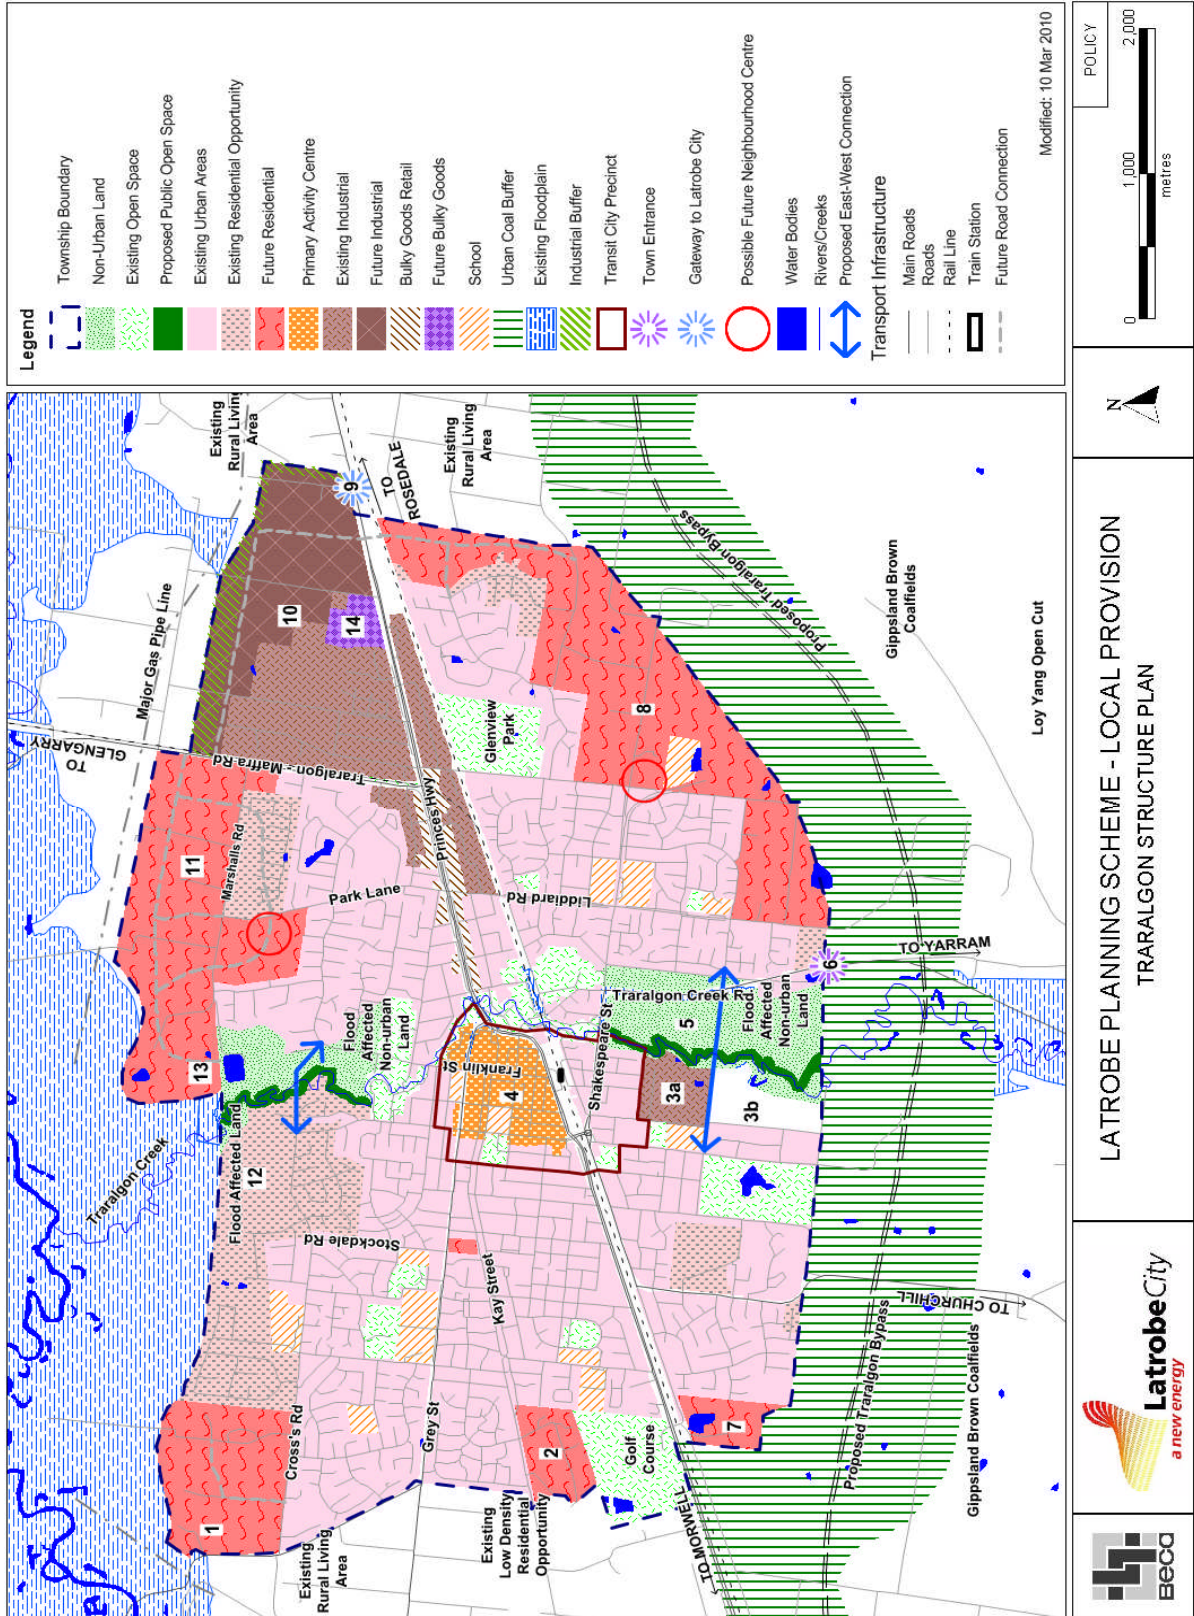 Legend
Township Boundary
Non-Urban Land
Existing Open Space
Proposed Public Open Space
Existing Urban Areas
Existing Residential Opportunity
Future Residential
Primary Activity Centre
Existing Industrial
Future Industrial
Bulky Goods Retail
Future Bulky Goods
School
Urban Coal Buffer
Existing Floodplain
Industrial Buffer
Transit City Precinct
Town Entrance
Gateway to Latrobe City
Possible Future Neighbourhood Centre
Water Bodies
Rivers/Creeks
Proposed East-West Connection
Transport Infrastructure
Main Roads
Roads
Rail Line
Train Station
Future Road Connection
Modified: 10 Mar 2010
Traralgon Creek
Major Gas Pipe Line
TO
GLENGARRY
Existing
Rural Living
Area
1
Cross's Rd
Flood Affected Land
12
Stockdale Rd
13
11
Marshalls Rd
Park Lane
Traralgon - Maffra Rd
10
14
9
TO
ROSEDALE
Existing
Rural Living
Area
Existing
Rural Living
Area
Flood
Affected
Non-urban
Land
Grey St
Kay Street
Franklin St
4
Princes Hwy
Glenview
Park
Liddiard Rd
Existing
Low Density
Residential
Opportunity
2
Golf
Course
TO MORWELL
7
Shakespeare St
Traralgon Creek R
3a
3b
5
Flood
Affected
Non-urban
Land
6
TO YARRAM
8
Proposed Traralgon Bypass
Gippsland Brown
Coalfields
Loy Yang Open Cut
TO CHURCHILL
Proposed Traralgon Bypass
Gippsland Brown Coalfields
Beca
LatrobeCity
a new energy
LATROBE PLANNING SCHEME - LOCAL PROVISION
TRARALGON STRUCTURE PLAN
N
POLICY
0
1,000
2,000
metres